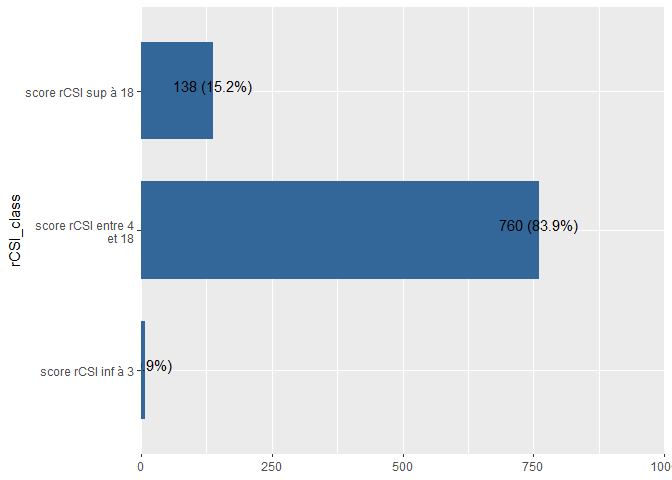 rCSI_class
score rCSI sup à 18
138 (15.2%)
score rCSI entre 4
et 18
760 (83.9%)
score rCSI inf à 3
9%)
0
250
500
750
100